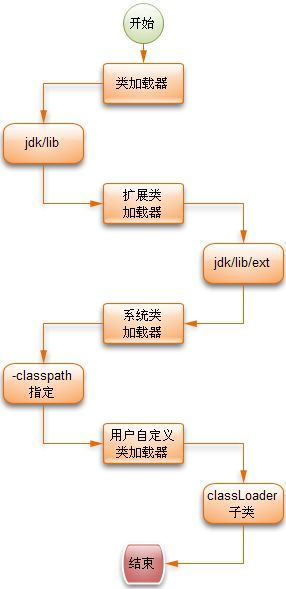 开始
类加载器
jdk/lib
扩展类
加载器
jdk/lib/ext
系统类
加载器
-classpath
指定
用户自定义
类加载器
classLoader
子类
结束